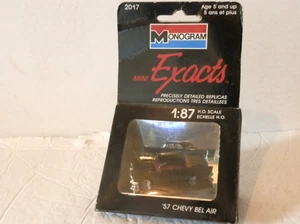 2017
Age 5 and up
5 ans et plus
MONOGRAM
MINI Exacts
PRECISELY DETAILED REPLICAS
REPRODUCTIONS TRES DETAILLEES
1:87 H.O. SCALE
ECHELLE H.O.
'57 CHEVY BEL AIR